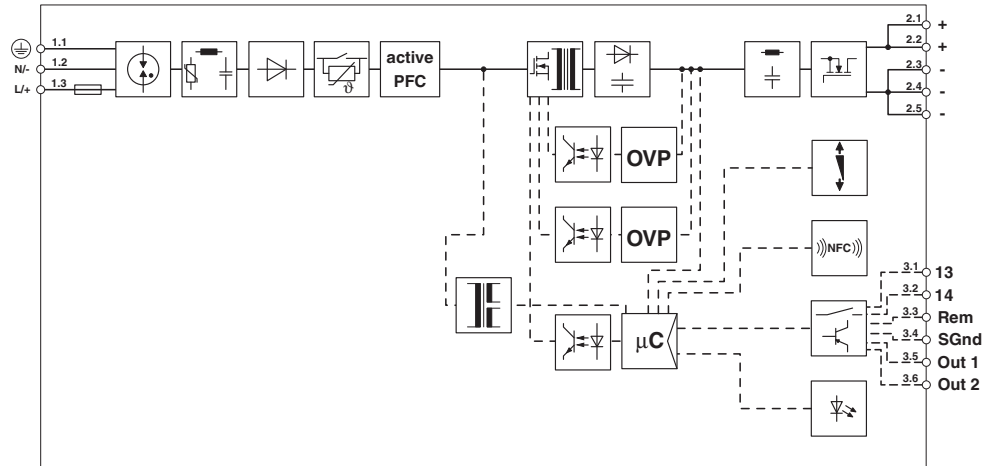 1.1
N/- 1.2
L/+ 1.3
active
PFC
2.1 +
2.2 +
2.3 -
2.4 -
2.5 -
ϑ
OVP
OVP
NFC
µC
3.1 13
3.2 14
3.3 Rem
3.4 SGnd
3.5 Out 1
3.6 Out 2